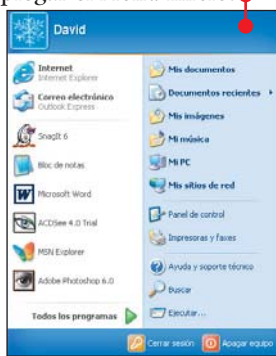 David
Internet
Internet Explorer
Correo electrónico
Outlook Express
SnagIt 6
Bloc de notas
Microsoft Word
ACDSee 4.0 Trial
MSN Explorer
Adobe Photoshop 6.0
Todos los programas
Mis documentos
Documentos recientes
Mis imágenes
Mi música
Mi PC
Mis sitios de red
Panel de control
Impresoras y faxes
Ayuda y soporte técnico
Buscar
Ejecutar...
Cerrar sesión
Apagar equipo